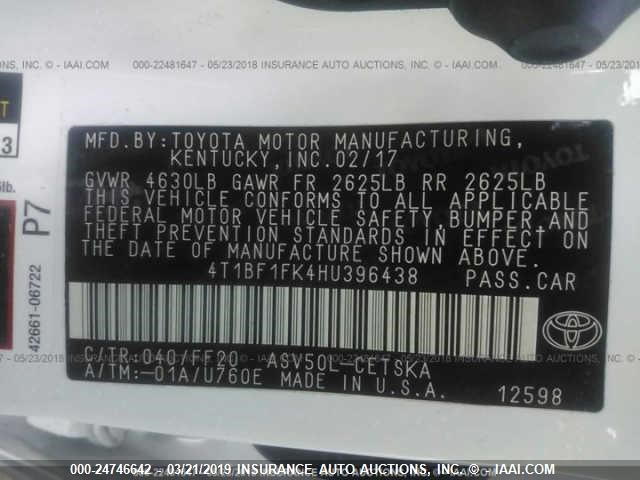 000-22481647 - 05/23/2018 INSURANCE AUTO AUCTIONS, INC. - IAAI.COM
MFD.BY:TOYOTA MOTOR MANUFACTURING,
KENTUCKY,INC.02/17
GVWR 4630LB GAWR FR 2625LB RR 2625LB
THIS VEHICLE CONFORMS TO ALL APPLICABLE
FEDERAL MOTOR VEHICLE SAFETY,BUMPER,AND
THEFT PREVENTION STANDARDS IN EFFECT ON
THE DATE OF MANUFACTURE SHOWN ABOVE.
4T1BF1FK4HU396438 PASS.CAR
C/TR:040/FE20 ASV50L-CETSKA
A/TM:-01A/U760E MADE IN U.S.A.
12598
TOYOTA
3
lb.
P7
42661-06722
000-24746642 - 03/21/2019 - INSURANCE AUTO AUCTIONS, INC. - IAAI.COM